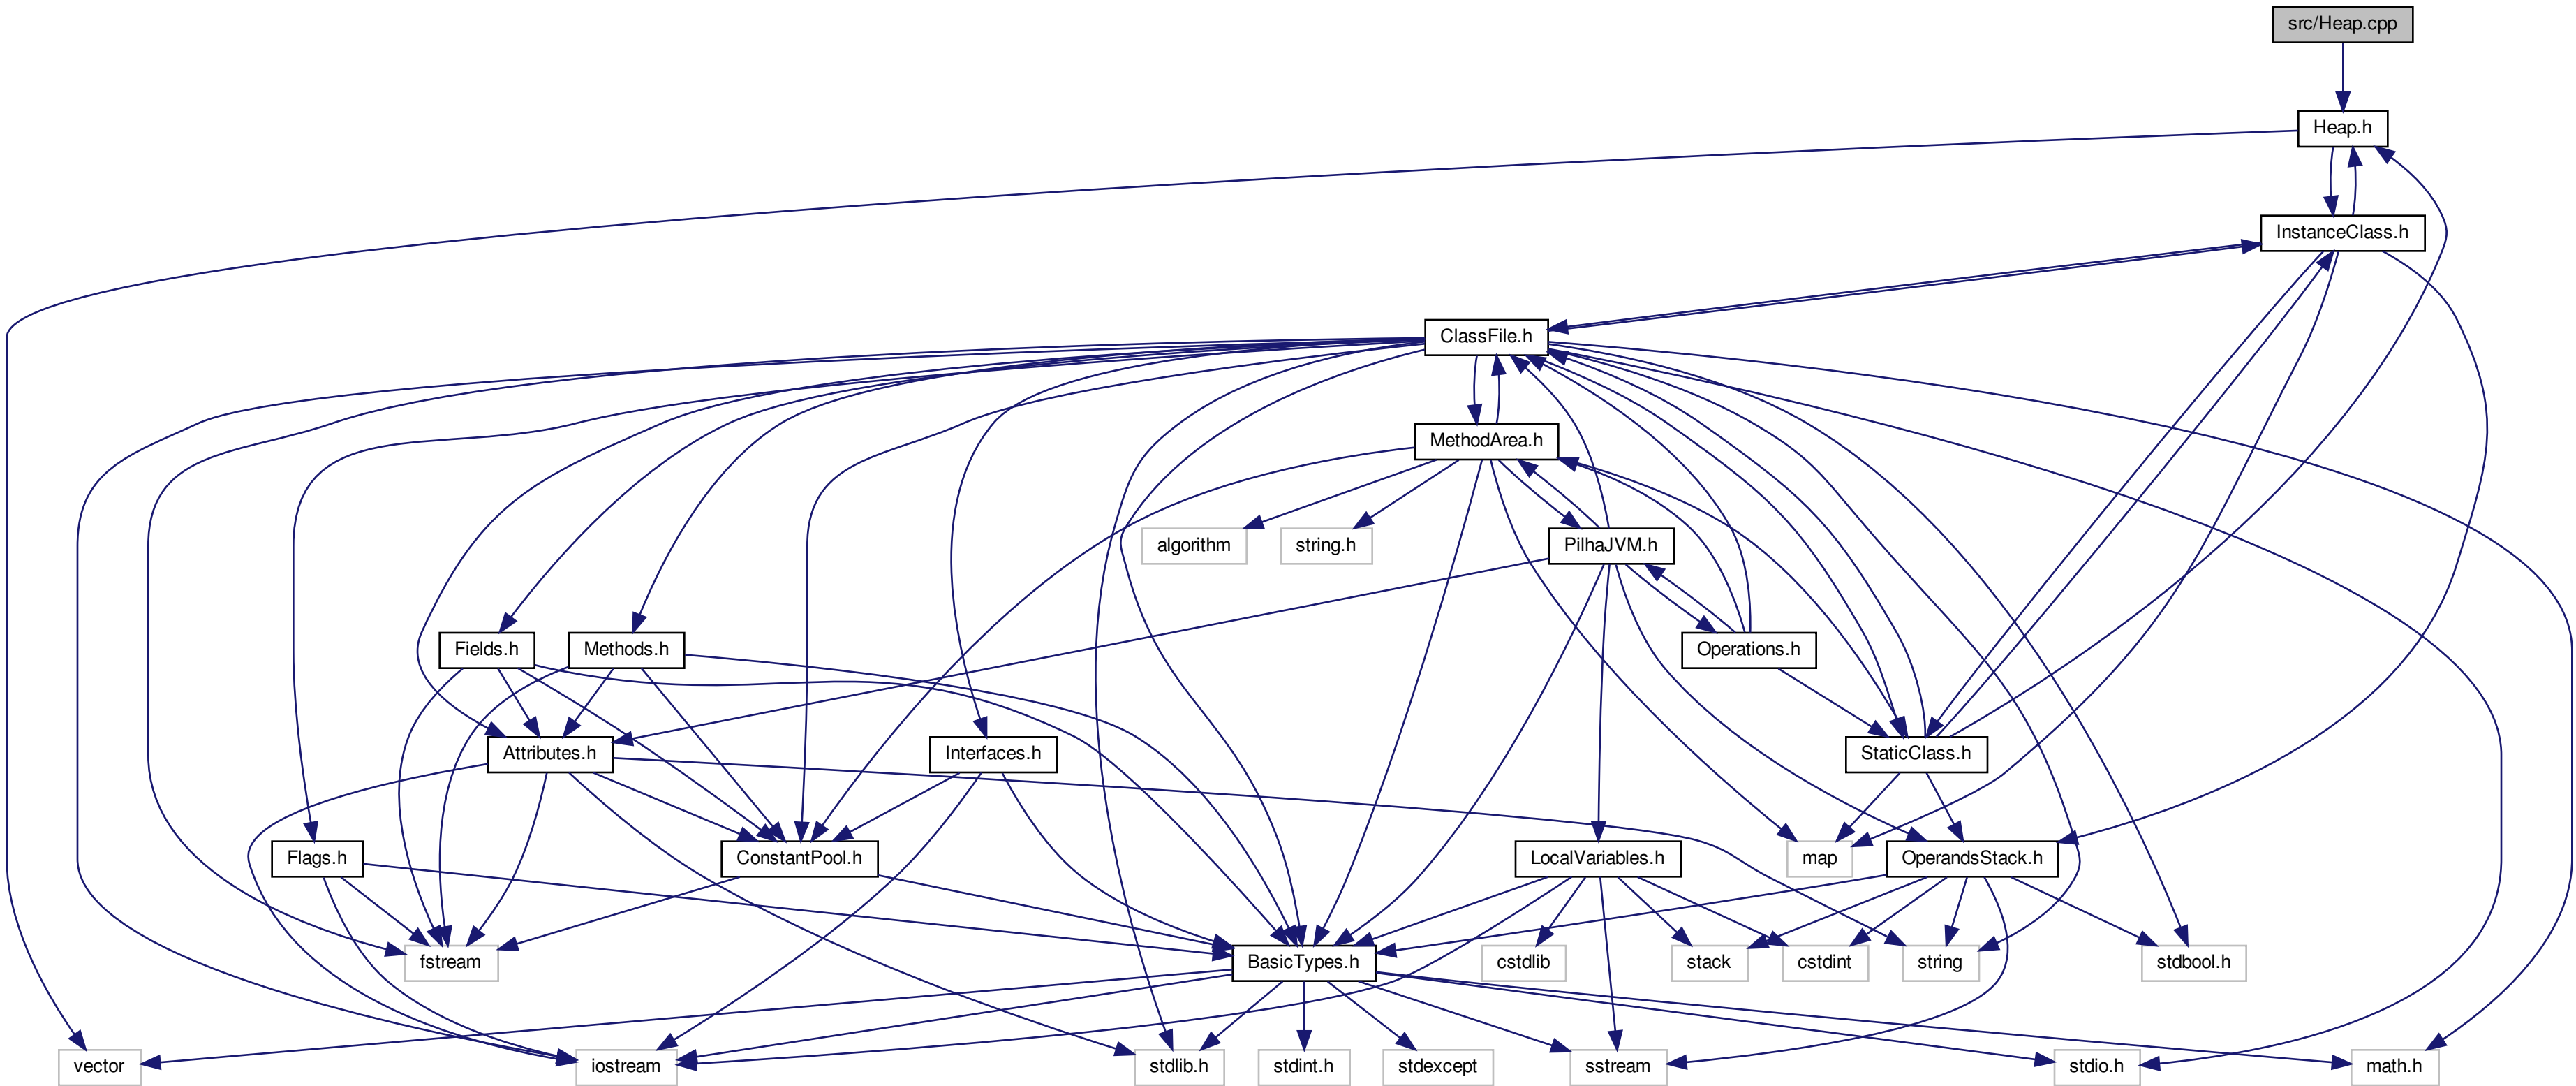 src/Heap.cpp
Heap.h
InstanceClass.h
ClassFile.h
MethodArea.h
algorithm
string.h
PilhaJVM.h
Fields.h
Methods.h
Operations.h
Attributes.h
Interfaces.h
StaticClass.h
Flags.h
ConstantPool.h
LocalVariables.h
map
OperandsStack.h
fstream
BasicTypes.h
cstdlib
stack
cstdint
string
stdbool.h
vector
iostream
stdlib.h
stdint.h
stdexcept
sstream
stdio.h
math.h